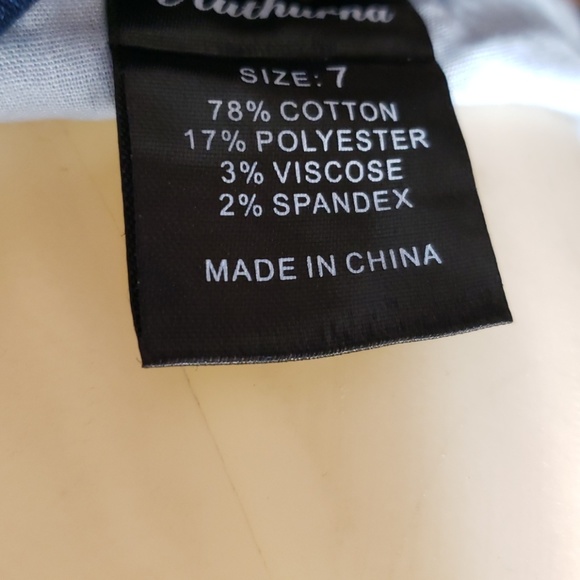 SIZE: 7
78% COTTON
17% POLYESTER
3% VISCOSE
2% SPANDEX
MADE IN CHINA